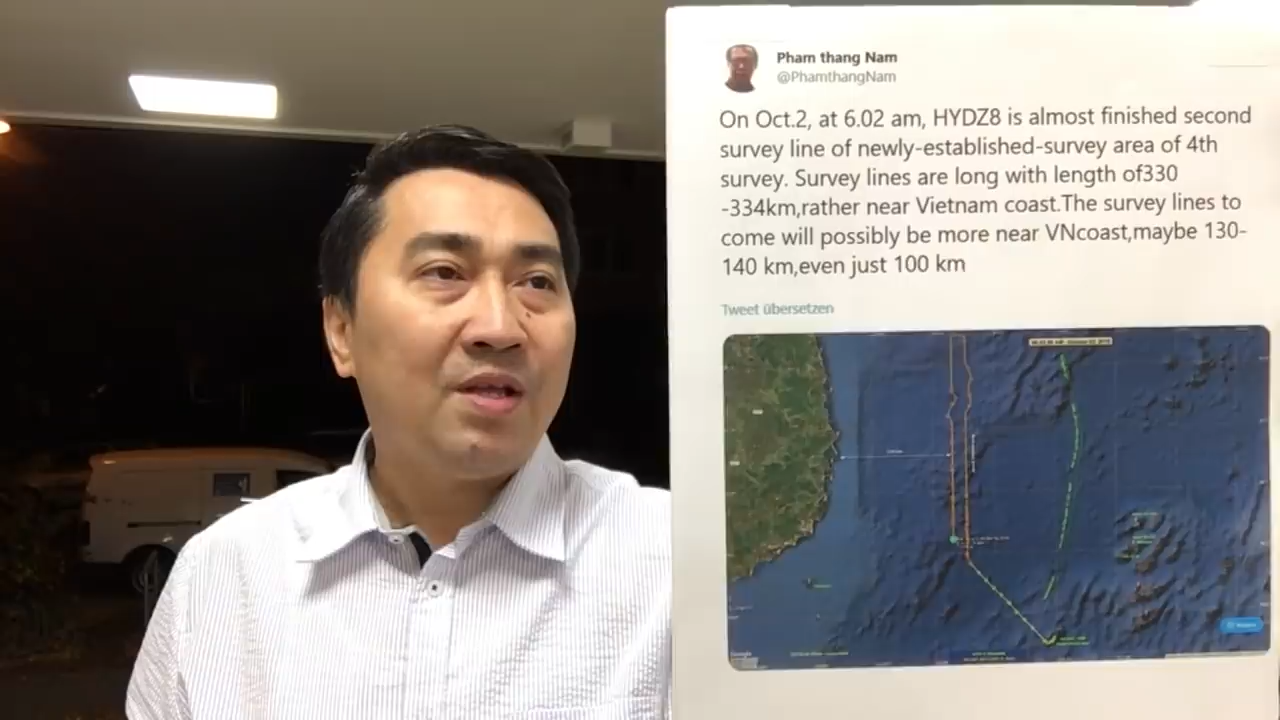 Pham thang Nam
@PhamthangNam
On Oct.2, at 6.02 am, HYDZ8 is almost finished second
survey line of newly-established-survey area of 4th
survey. Survey lines are long with length of330
-334km,rather near Vietnam coast.The survey lines to
come will possibly be more near VNcoast,maybe 130-
140 km,even just 100 km
Tweet übersetzen